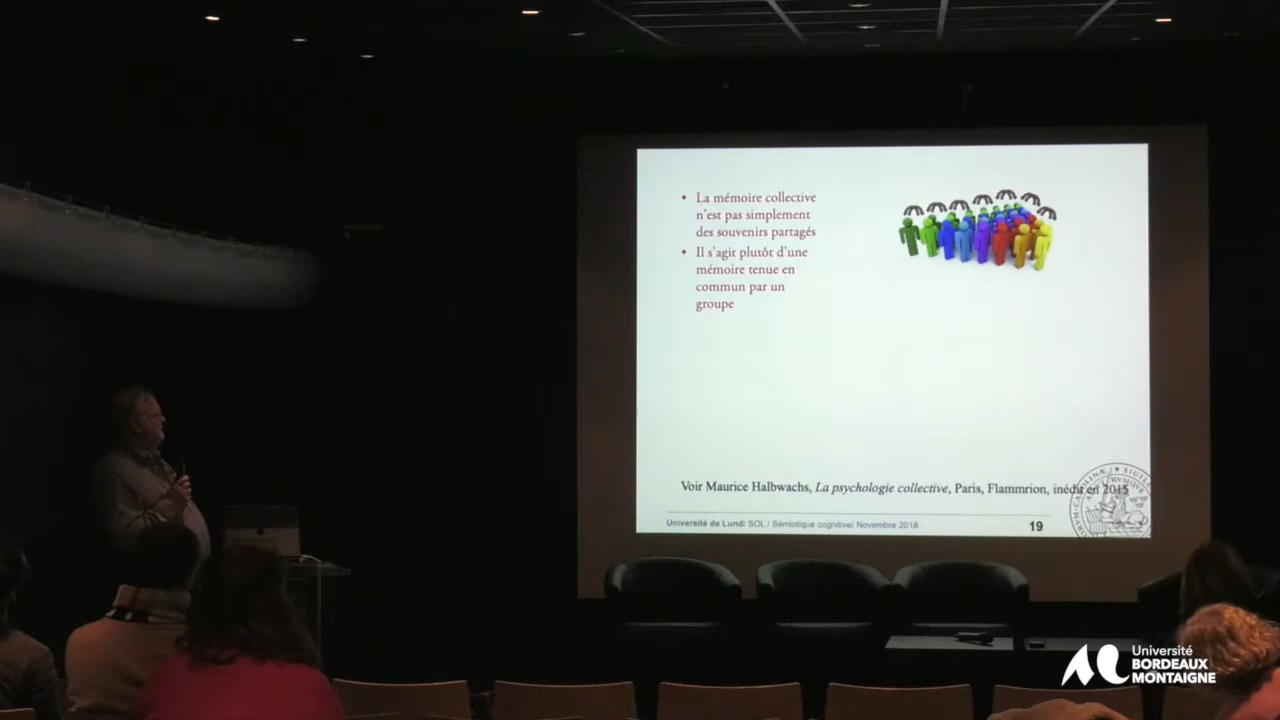 • La mémoire collective
n'est pas simplement
des souvenirs partagés
• Il s'agit plutôt d'une
mémoire tenue en
commun par un
groupe
Voir Maurice Halbwachs, La psychologie collective, Paris, Flammrion, inédit en 2015
Université de Lund/ SOL / Sémiotique cognitive/ Novembre 2018
19
Université
BORDEAUX
MONTAIGNE